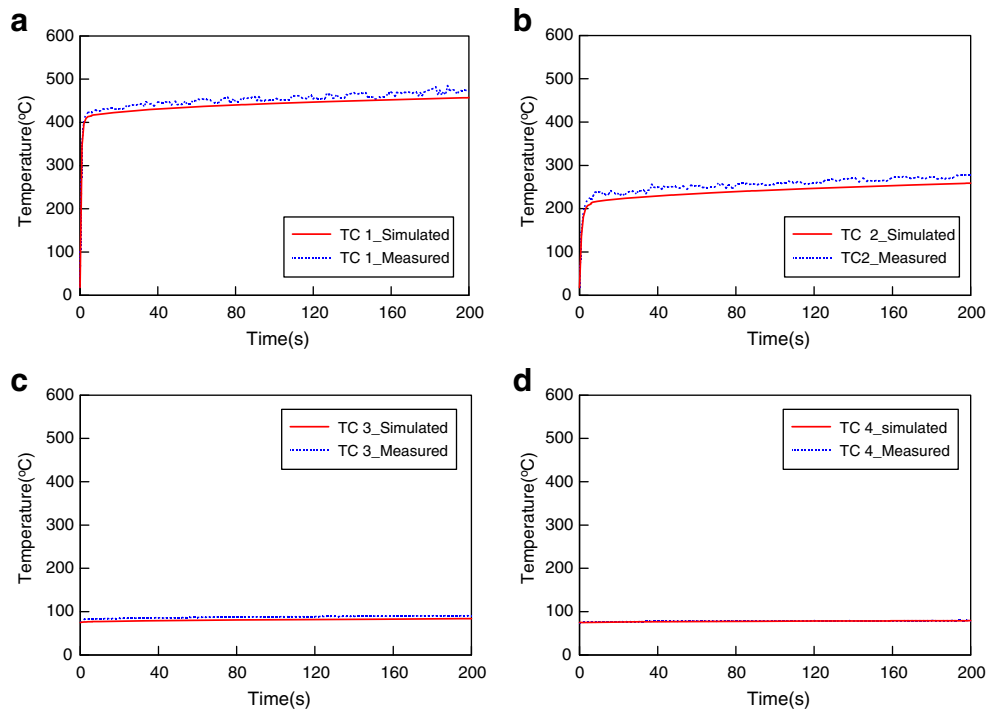 a
600
500
400
300
200
100
0
Temperature(ºC)
TC 1_Simulated
TC 1_Measured
0 40 80 120 160 200
Time(s)
b
600
500
400
300
200
100
0
Temperature(ºC)
TC 2_Simulated
TC2_Measured
0 40 80 120 160 200
Time(s)
c
600
500
400
300
200
100
0
Temperature(ºC)
TC 3_Simulated
TC 3_Measured
0 40 80 120 160 200
Time(s)
d
600
500
400
300
200
100
0
Temperature(ºC)
TC 4_simulated
TC 4_Measured
0 40 80 120 160 200
Time(s)